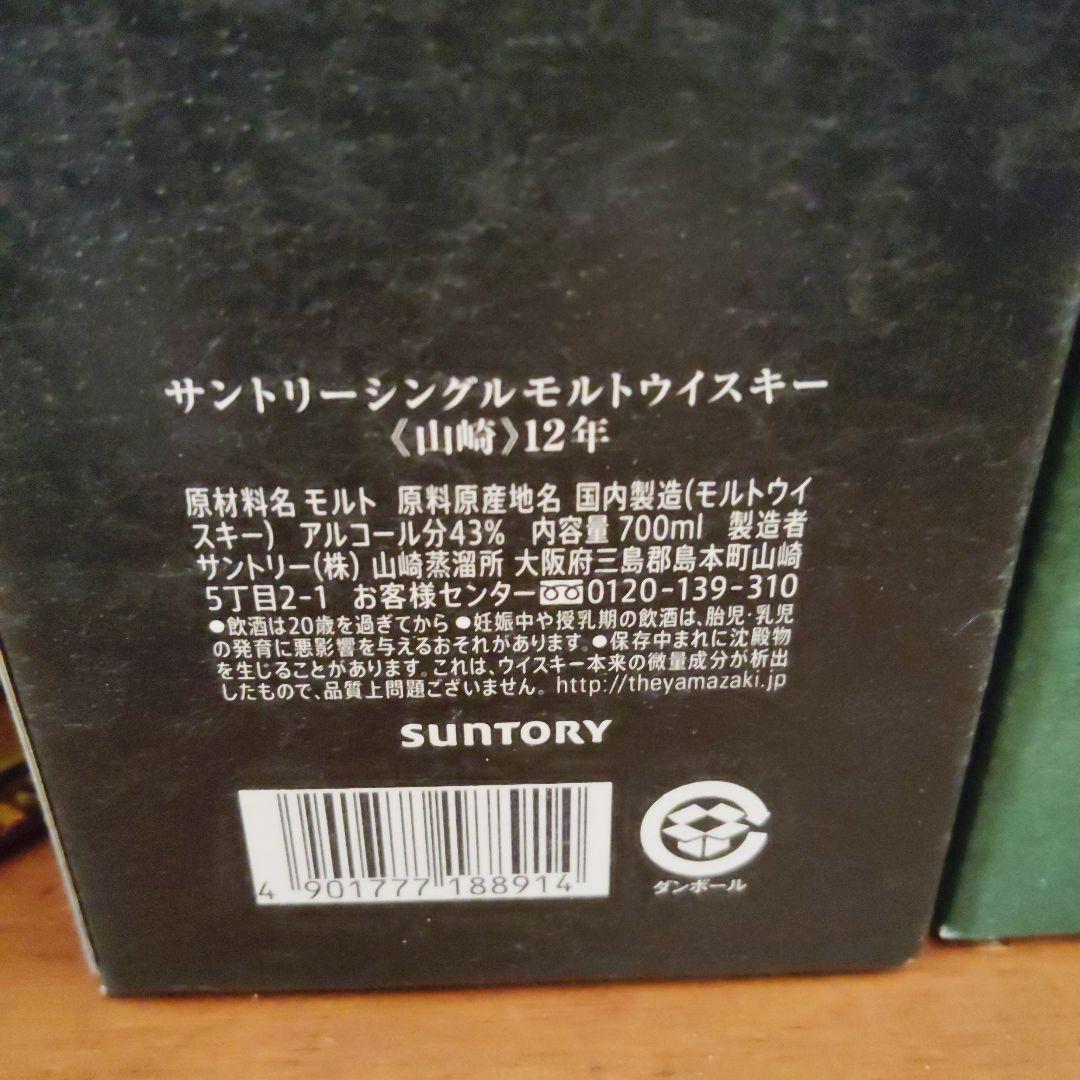 サントリーシングルモルトウイスキー
《山崎》12年
原材料名 モルト 原料原産地名 国内製造(モルトウイ
スキー) アルコール分43% 内容量 700ml 製造者
サントリー(株) 山崎蒸溜所 大阪府三島郡島本町山崎
5丁目2-1 お客様センター 0120-139-310
●飲酒は20歳を過ぎてから ●妊娠中や授乳期の飲酒は、胎児・乳児
の発育に悪影響を与えるおそれがあります。●保存中まれに沈殿物
を生じることがあります。これは、ウイスキー本来の微量成分が析出
したもので、品質上問題ございません。 http://theyamazaki.jp
SUNTORY
4 901777 188914
ダンボール